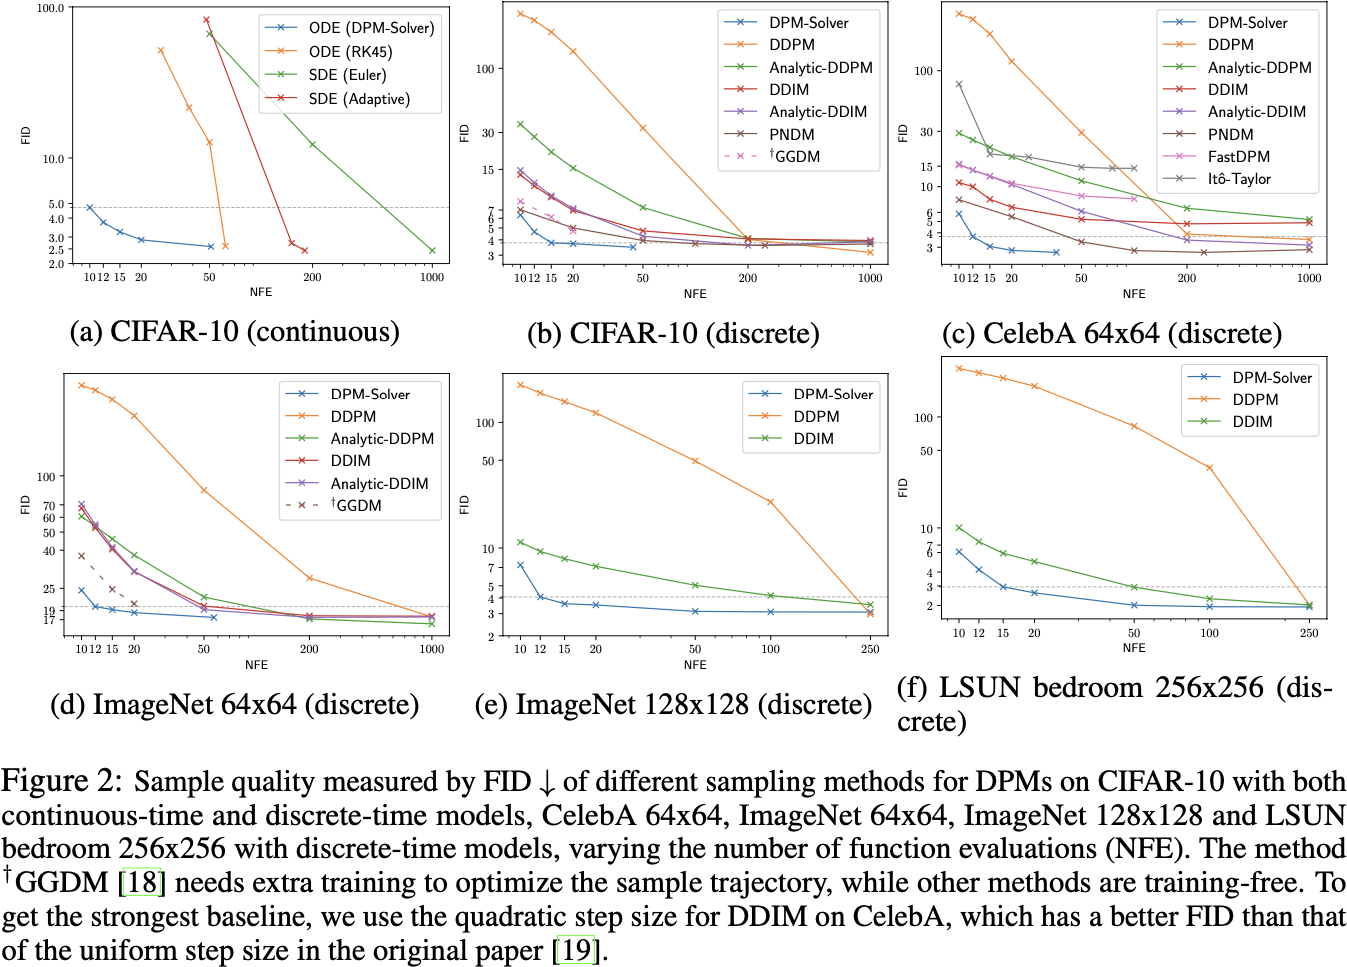 100.0
10.0
5.0
4.0
3.0
2.5
2.0
FID
ODE (DPM-Solver)
ODE (RK45)
SDE (Euler)
SDE (Adaptive)
10 12 15 20 50 200 1000
NFE
(a) CIFAR-10 (continuous)
100
30
15
7
6
5
4
3
FID
DPM-Solver
DDPM
Analytic-DDPM
DDIM
Analytic-DDIM
PNDM
†GGDM
10 12 15 20 50 200 1000
NFE
(b) CIFAR-10 (discrete)
100
30
15
10
6
5
4
3
FID
DPM-Solver
DDPM
Analytic-DDPM
DDIM
Analytic-DDIM
PNDM
FastDPM
Itô-Taylor
10 12 15 20 50 200 1000
NFE
(c) CelebA 64x64 (discrete)
100
70
60
50
40
25
19
17
FID
DPM-Solver
DDPM
Analytic-DDPM
DDIM
Analytic-DDIM
†GGDM
10 12 15 20 50 200 1000
NFE
(d) ImageNet 64x64 (discrete)
100
50
10
7
5
4
3
2
FID
DPM-Solver
DDPM
DDIM
10 12 15 20 50 100 250
NFE
(e) ImageNet 128x128 (discrete)
100
50
10
7
6
4
3
2
FID
DPM-Solver
DDPM
DDIM
10 12 15 20 50 100 250
NFE
(f) LSUN bedroom 256x256 (dis-
crete)
Figure 2: Sample quality measured by FID ↓ of different sampling methods for DPMs on CIFAR-10 with both
continuous-time and discrete-time models, CelebA 64x64, ImageNet 64x64, ImageNet 128x128 and LSUN
bedroom 256x256 with discrete-time models, varying the number of function evaluations (NFE). The method
†GGDM [18] needs extra training to optimize the sample trajectory, while other methods are training-free. To
get the strongest baseline, we use the quadratic step size for DDIM on CelebA, which has a better FID than that
of the uniform step size in the original paper [19].